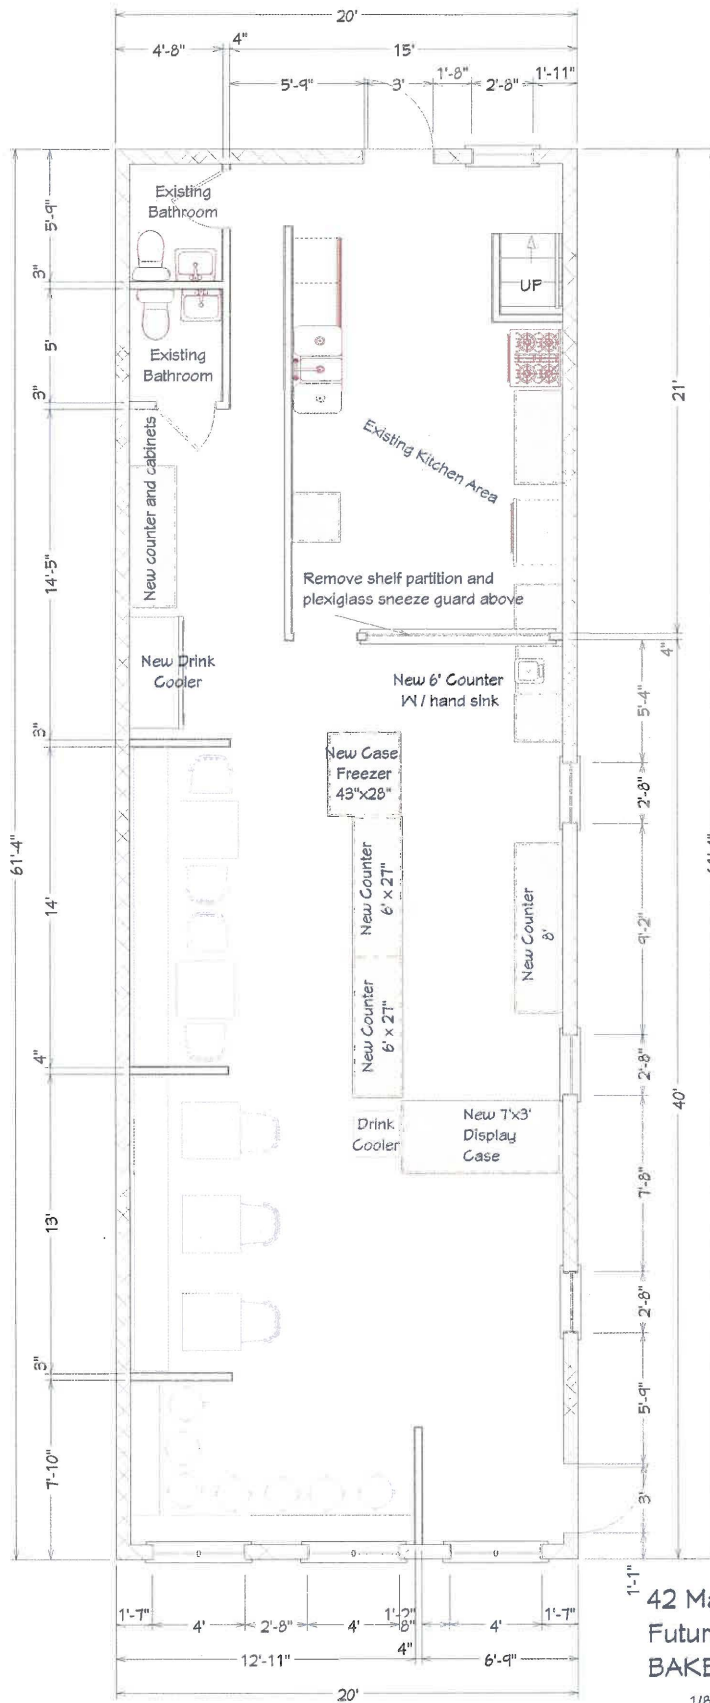 20'
4'-8"
4"
15'
5'-9"
3'
1'-8"
2'-8"
1'-11"
5'-9"
3"
5'
3"
14'-5"
3"
14'
4"
13'
3"
7'-10"
61'-4"
Existing
Bathroom
Existing
Bathroom
UP
Existing Kitchen Area
New counter and cabinets
Remove shelf partition and
plexiglass sneeze guard above
New Drink
Cooler
New 6' Counter
W / hand sink
New Case
Freezer
43"x28"
New Counter
6' x 27"
New Counter
6' x 27"
New Counter
8'
Drink
Cooler
New 7'x3'
Display
Case
21'
4"
5'-4"
2'-8"
9'-2"
2'-8"
40'
7'-8"
2'-8"
5'-9"
3'
1'-1"
1'-7"
4'
2'-8"
4'
1'-2"
8"
4'
1'-7"
12'-11"
4"
6'-9"
20'
42 Ma
Futur
BAKE